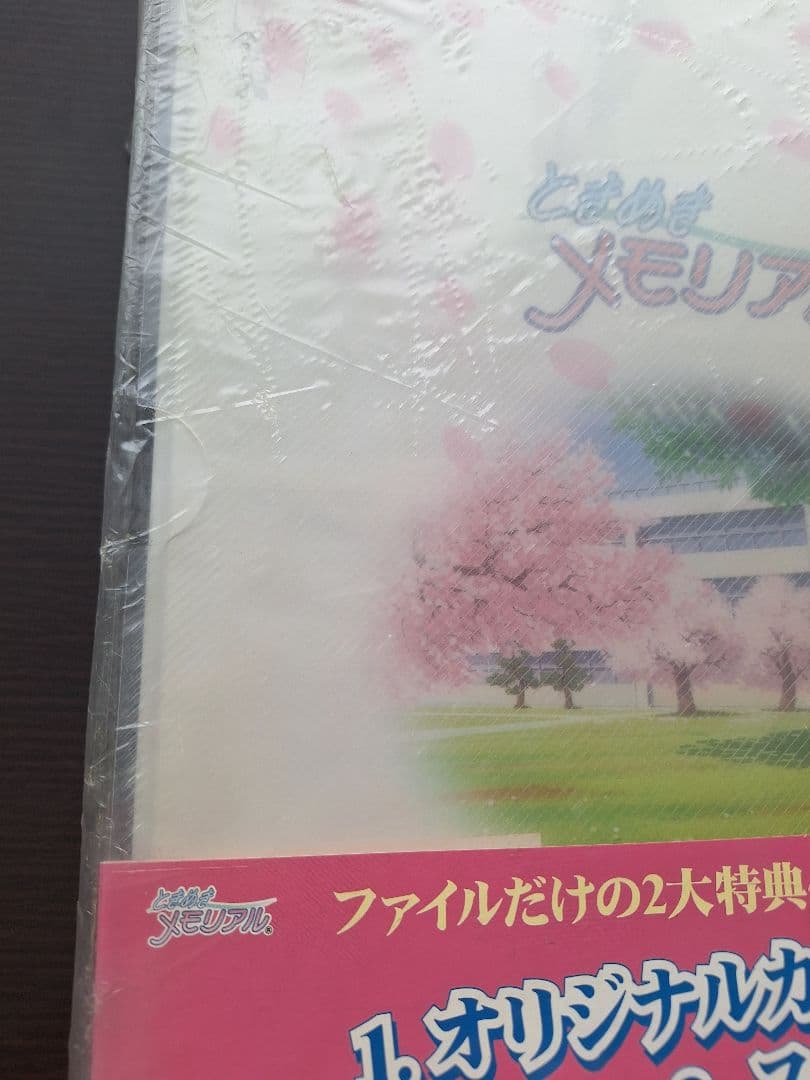 ときめき
メモリアル
ときめき
メモリアル®
ファイルだけの2大特典
1.オリジナルカ